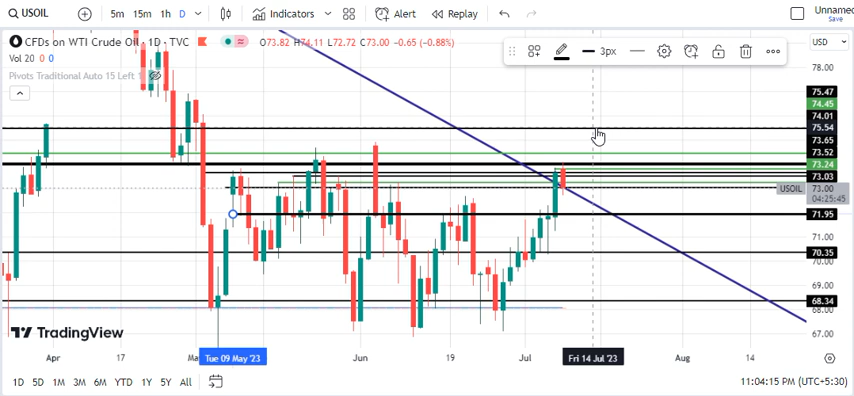 USOIL 5m 15m 1h D Indicators Alert Replay Unnamed
Save
CFDs on WTI Crude Oil · 1D · TVC O73.82 H74.11 L72.72 C73.00 −0.65 (−0.88%) 3px USD
Vol 20 0 0
Pivots Traditional Auto 15 Left
78.00
75.47
74.45
74.01
75.54
73.65
73.52
73.24
73.03
USOIL 73.00
04:25:45
71.95
71.00
70.35
69.00
68.34
68.00
67.00
TradingView
Apr 17 Ma Tue 09 May '23 Jun 19 Jul Fri 14 Jul '23 Aug 14
1D 5D 1M 3M 6M YTD 1Y 5Y All 11:04:15 PM (UTC+5:30)